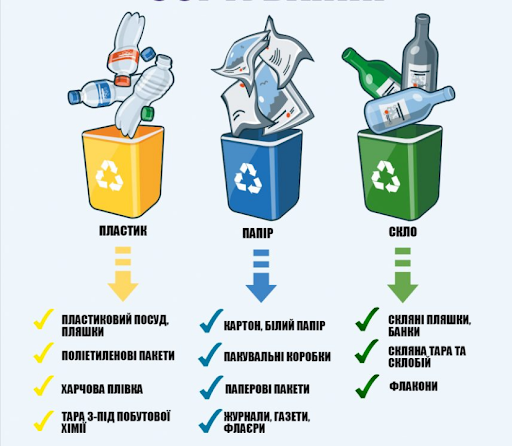 ПЛАСТИК
ПАПІР
СКЛО
ПЛАСТИКОВИЙ ПОСУД,
ПЛЯШКИ
ПОЛІЕТИЛЕНОВІ ПАКЕТИ
ХАРЧОВА ПЛІВКА
ТАРА З-ПІД ПОБУТОВОЇ
ХІМІЇ
КАРТОН, БІЛИЙ ПАПІР
ПАКУВАЛЬНІ КОРОБКИ
ПАПЕРОВІ ПАКЕТИ
ЖУРНАЛИ, ГАЗЕТИ,
ФЛАЄРИ
СКЛЯНІ ПЛЯШКИ,
БАНКИ
СКЛЯНА ТАРА ТА
СКЛОБІЙ
ФЛАКОНИ